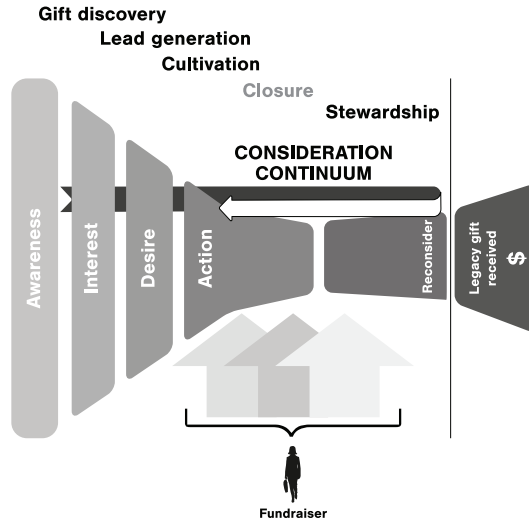 Gift discovery
Lead generation
Cultivation
Closure
Stewardship
CONSIDERATION
CONTINUUM
Awareness
Interest
Desire
Action
Reconsider
Legacy gift
received
$
Fundraiser